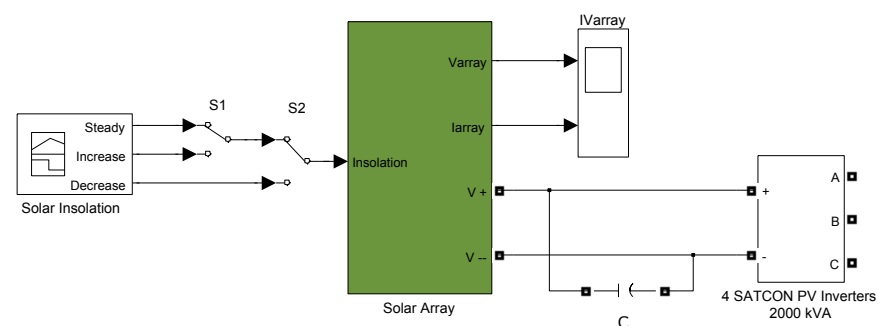 IVarray
Varray
S1
S2
Steady
Iarray
Increase
Insolation
Decrease
Solar Insolation
A
V +
+
B
V --
-
C
4 SATCON PV Inverters
2000 kVA
Solar Array
C